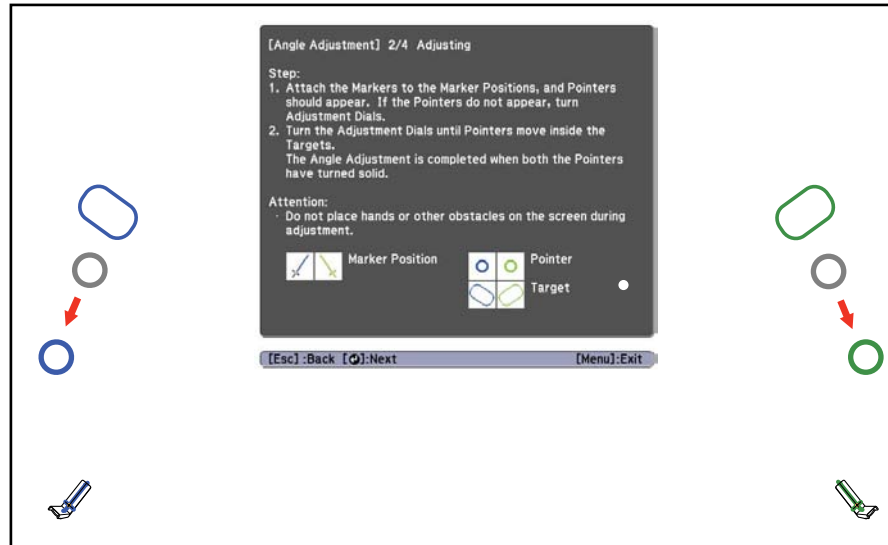 [Angle Adjustment] 2/4 Adjusting
Step:
1. Attach the Markers to the Marker Positions, and Pointers
should appear. If the Pointers do not appear, turn
Adjustment Dials.
2. Turn the Adjustment Dials until Pointers move inside the
Targets.
The Angle Adjustment is completed when both the Pointers
have turned solid.
Attention:
· Do not place hands or other obstacles on the screen during
adjustment.
Marker Position
Pointer
Target
[Esc] :Back [⏎]:Next [Menu]:Exit